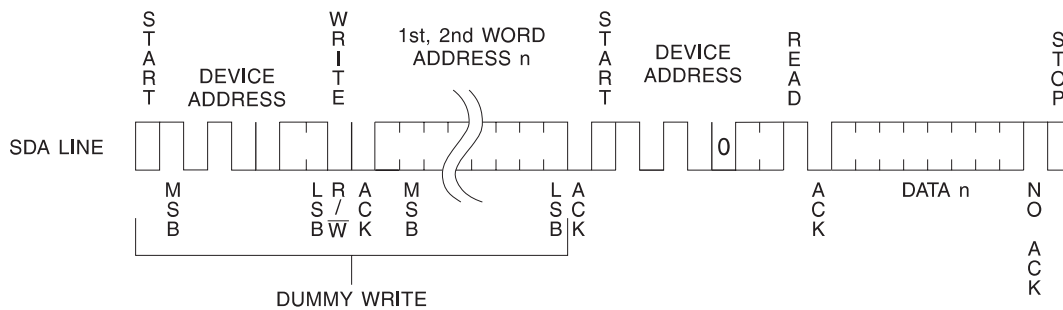 START
WRITE
1st, 2nd WORD
ADDRESS n
START
DEVICE
ADDRESS
READ
STOP
DEVICE
ADDRESS
SDA LINE
0
MSB
LSB
R/W
ACK
MSB
LSB
ACK
ACK
DATA n
NO ACK
DUMMY WRITE